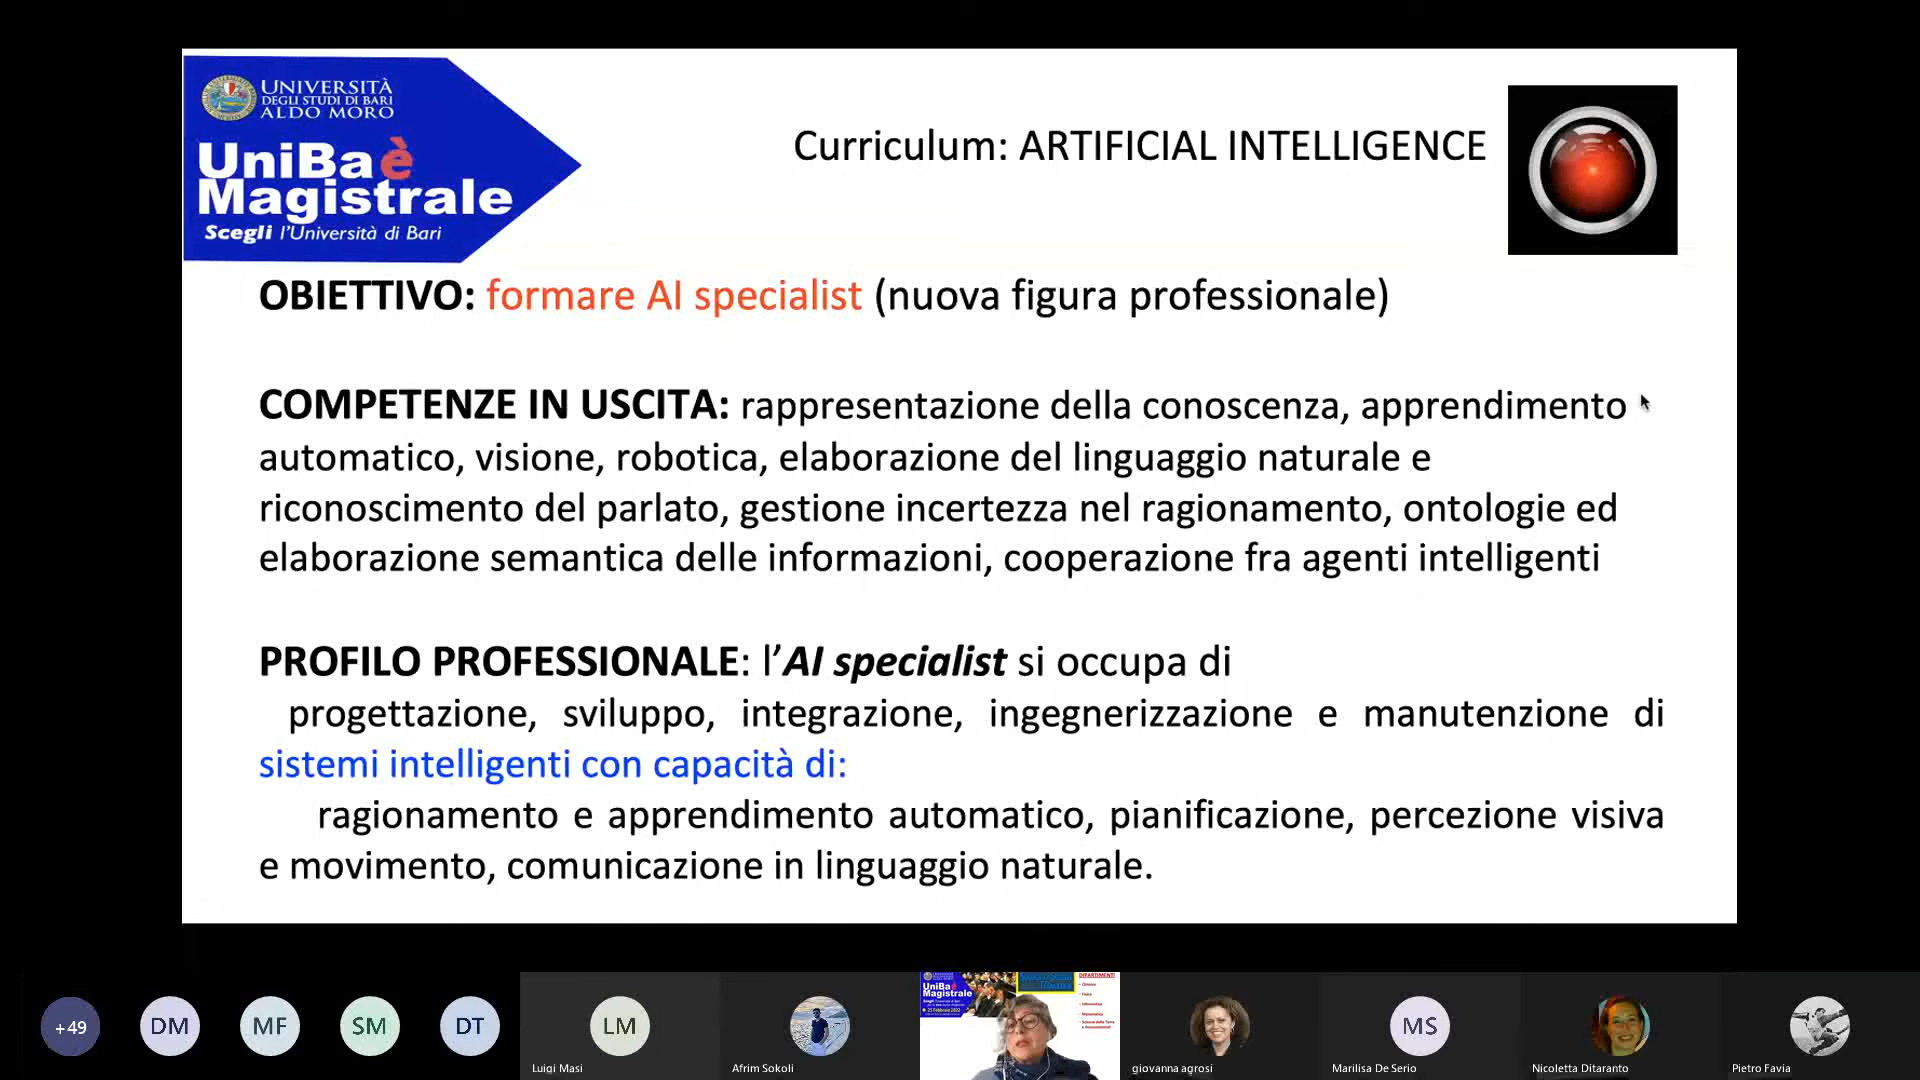 UNIVERSITÀ
DEGLI STUDI DI BARI
ALDO MORO
UniBa è
Magistrale
Scegli l'Università di Bari
Curriculum: ARTIFICIAL INTELLIGENCE
OBIETTIVO: formare AI specialist (nuova figura professionale)
COMPETENZE IN USCITA: rappresentazione della conoscenza, apprendimento
automatico, visione, robotica, elaborazione del linguaggio naturale e
riconoscimento del parlato, gestione incertezza nel ragionamento, ontologie ed
elaborazione semantica delle informazioni, cooperazione fra agenti intelligenti
PROFILO PROFESSIONALE: l'AI specialist si occupa di
progettazione, sviluppo, integrazione, ingegnerizzazione e manutenzione di
sistemi intelligenti con capacità di:
ragionamento e apprendimento automatico, pianificazione, percezione visiva
e movimento, comunicazione in linguaggio naturale.
+49
DM
MF
SM
DT
LM
Luigi Masi
Afrim Sokoli
UniBa è
Magistrale
DIPARTIMENTI
giovanna agrosi
MS
Marilisa De Serio
Nicoletta Ditaranto
Pietro Favia